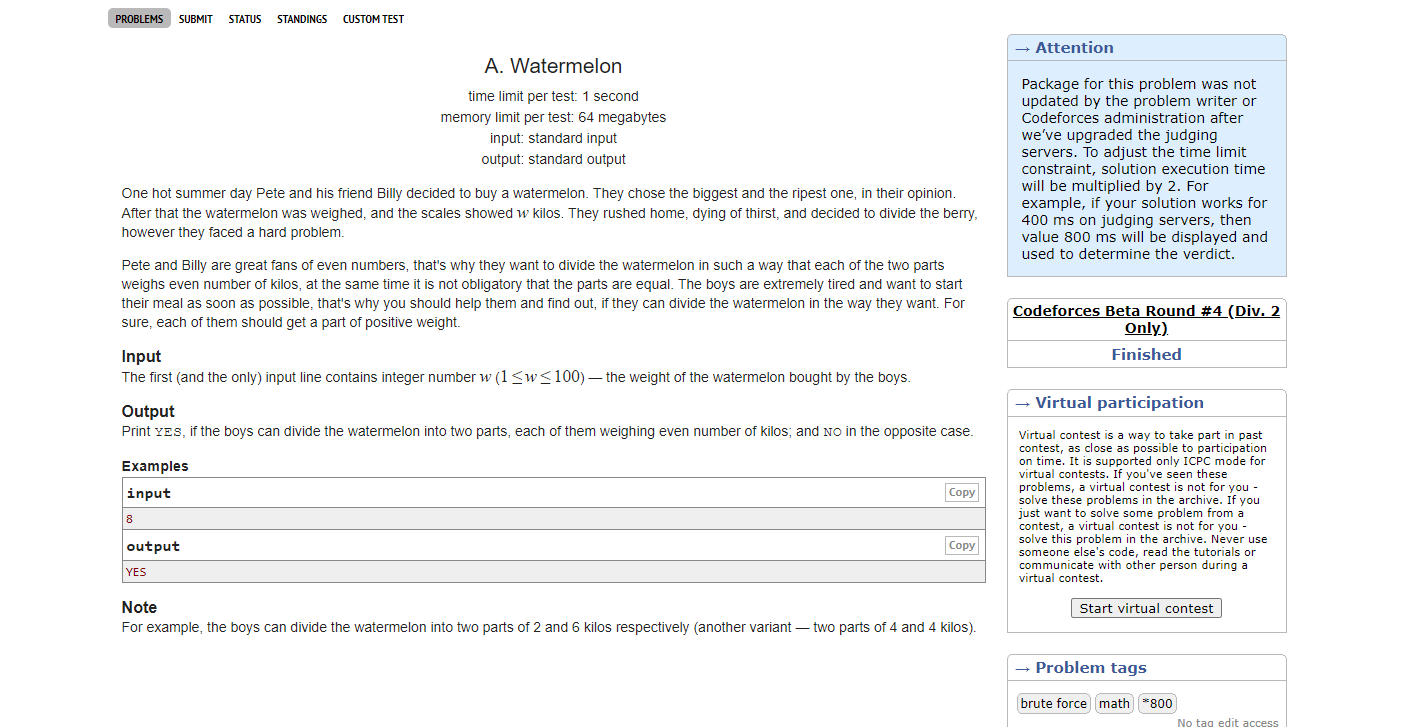 PROBLEMS SUBMIT STATUS STANDINGS CUSTOM TEST
A. Watermelon
time limit per test: 1 second
memory limit per test: 64 megabytes
input: standard input
output: standard output
One hot summer day Pete and his friend Billy decided to buy a watermelon. They chose the biggest and the ripest one, in their opinion.
After that the watermelon was weighed, and the scales showed w kilos. They rushed home, dying of thirst, and decided to divide the berry,
however they faced a hard problem.
Pete and Billy are great fans of even numbers, that's why they want to divide the watermelon in such a way that each of the two parts
weighs even number of kilos, at the same time it is not obligatory that the parts are equal. The boys are extremely tired and want to start
their meal as soon as possible, that's why you should help them and find out, if they can divide the watermelon in the way they want. For
sure, each of them should get a part of positive weight.
Input
The first (and the only) input line contains integer number w (1 ≤ w ≤ 100) — the weight of the watermelon bought by the boys.
Output
Print YES, if the boys can divide the watermelon into two parts, each of them weighing even number of kilos; and NO in the opposite case.
Examples
input
Copy
8
output
Copy
YES
Note
For example, the boys can divide the watermelon into two parts of 2 and 6 kilos respectively (another variant — two parts of 4 and 4 kilos).
→ Attention
Package for this problem was not
updated by the problem writer or
Codeforces administration after
we've upgraded the judging
servers. To adjust the time limit
constraint, solution execution time
will be multiplied by 2. For
example, if your solution works for
400 ms on judging servers, then
value 800 ms will be displayed and
used to determine the verdict.
Codeforces Beta Round #4 (Div. 2
Only)
Finished
→ Virtual participation
Virtual contest is a way to take part in past
contest, as close as possible to participation
on time. It is supported only ICPC mode for
virtual contests. If you've seen these
problems, a virtual contest is not for you -
solve these problems in the archive. If you
just want to solve some problem from a
contest, a virtual contest is not for you -
solve this problem in the archive. Never use
someone else's code, read the tutorials or
communicate with other person during a
virtual contest.
Start virtual contest
→ Problem tags
brute force math *800
No tag edit access